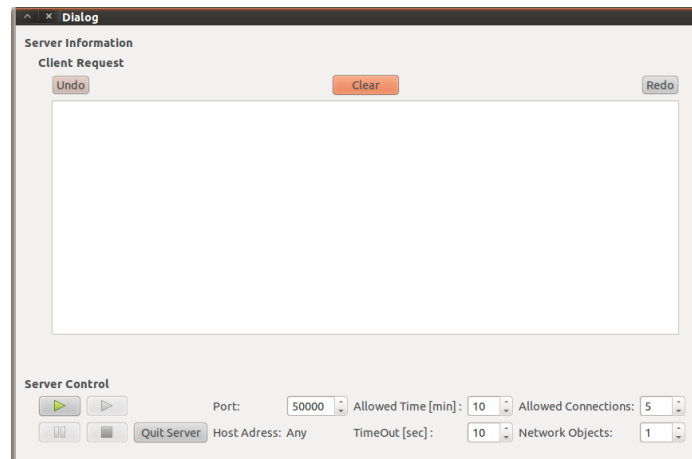 Dialog
Server Information
Client Request
Undo Clear Redo
Server Control
Port: 50000 Allowed Time [min] : 10 Allowed Connections: 5
Quit Server Host Adress: Any TimeOut [sec] : 10 Network Objects: 1